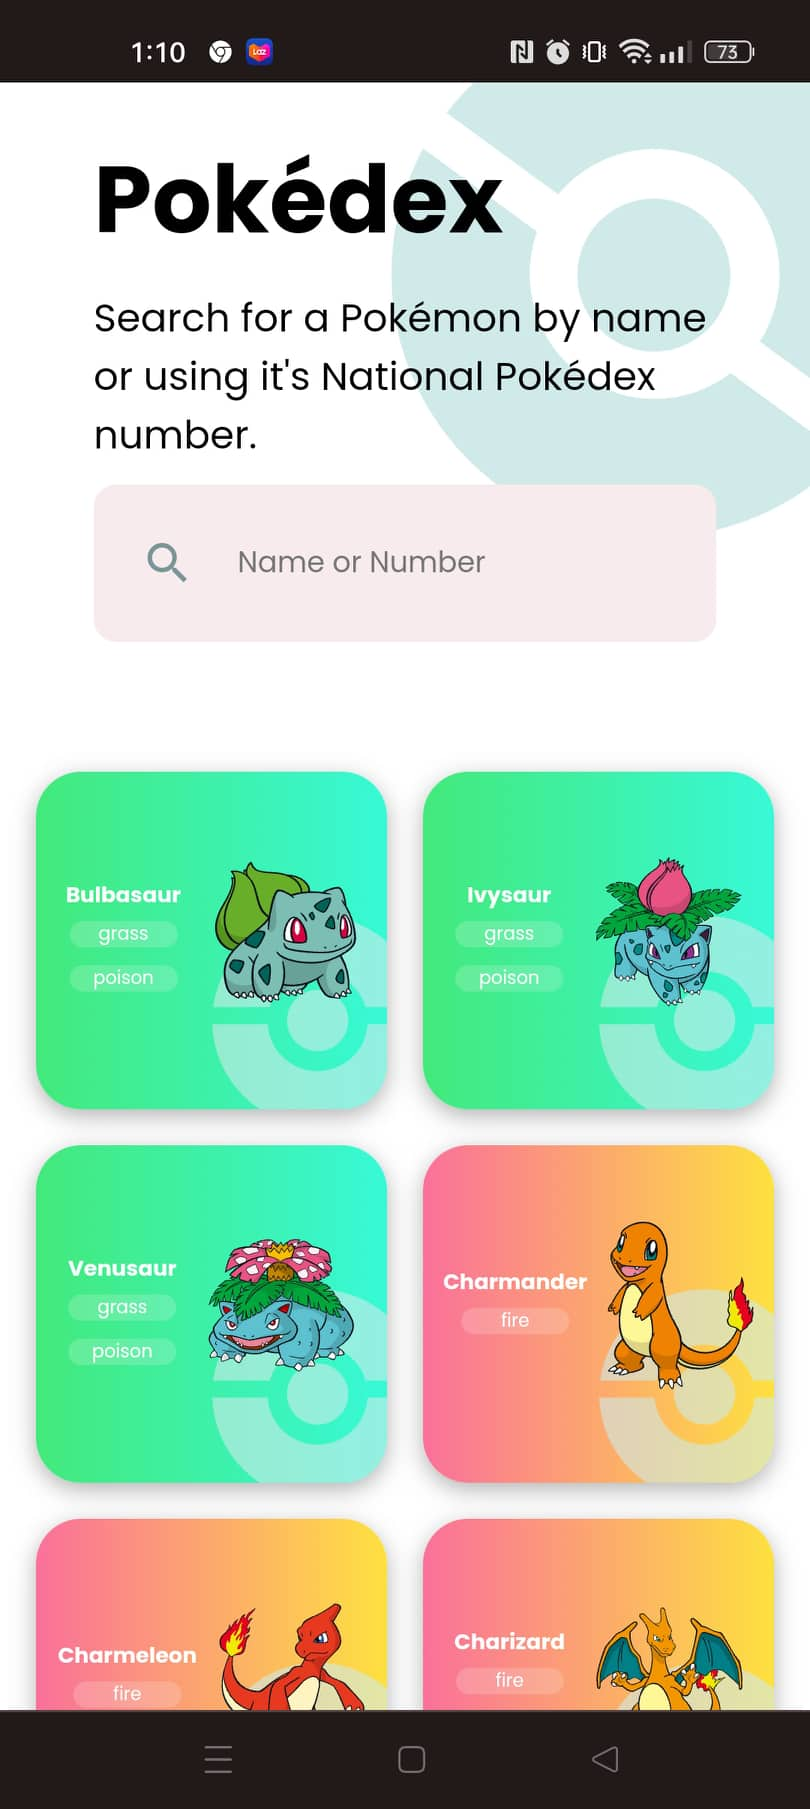 1:10
Laz
73
Pokédex
Search for a Pokémon by name
or using it's National Pokédex
number.
Name or Number
Bulbasaur
grass
poison
Ivysaur
grass
poison
Venusaur
grass
poison
Charmander
fire
Charmeleon
fire
Charizard
fire